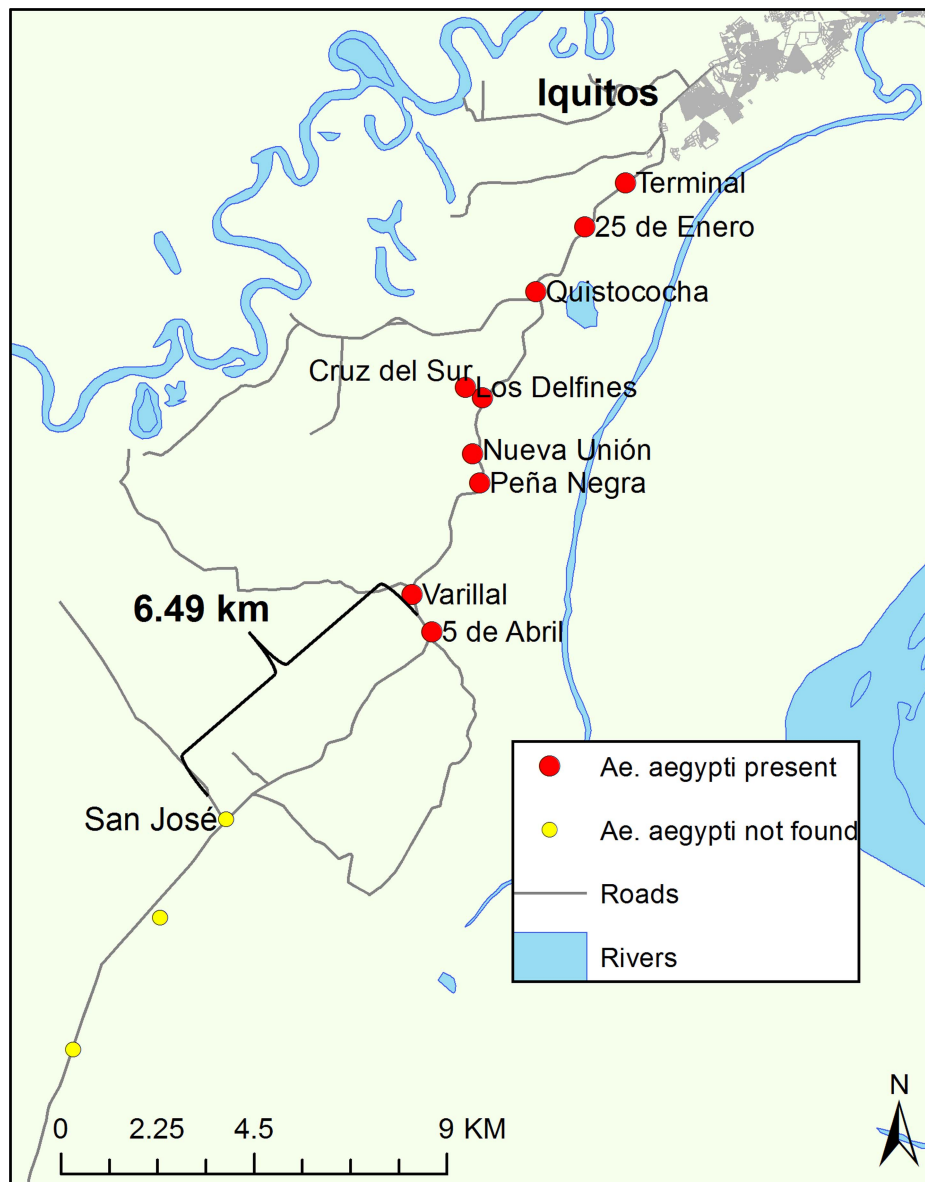 Iquitos
Terminal
25 de Enero
Quistococha
Cruz del Sur
Los Delfines
Nueva Unión
Peña Negra
Varillal
6.49 km
5 de Abril
San José
Ae. aegypti present
Ae. aegypti not found
Roads
Rivers
N
0 2.25 4.5 9 KM